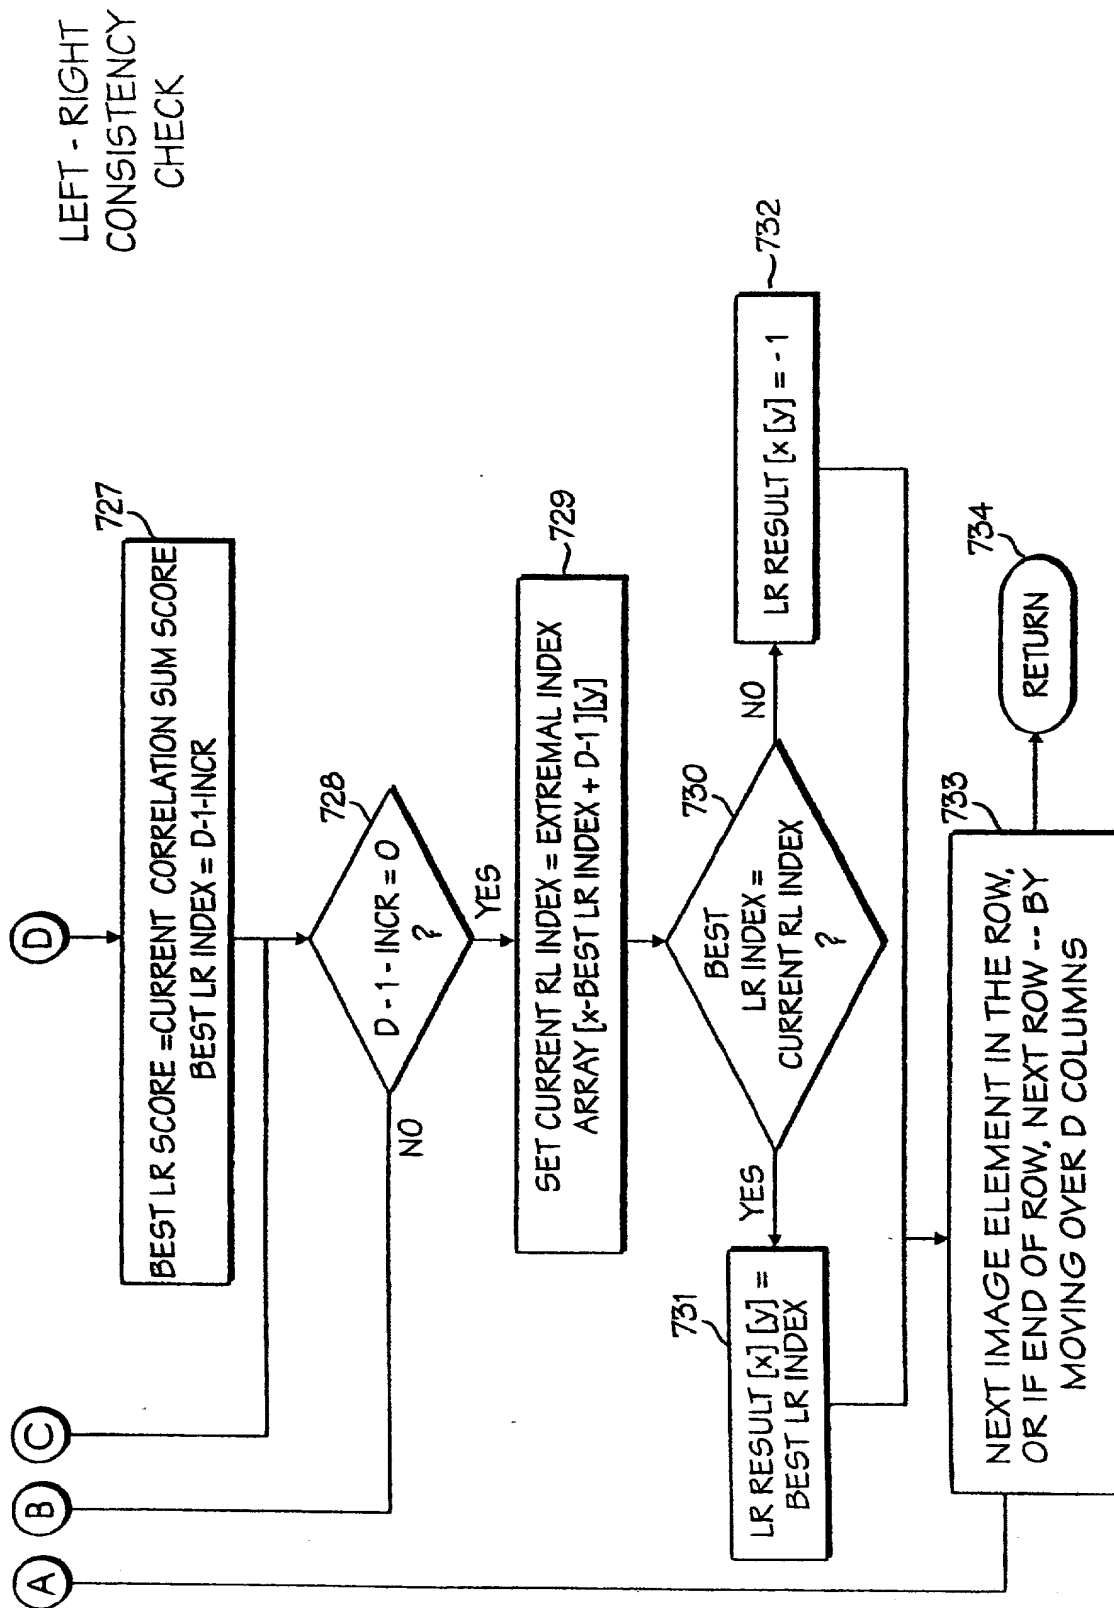 LEFT - RIGHT
CONSISTENCY
CHECK
A
B
C
D
727
BEST LR SCORE =CURRENT CORRELATION SUM SCORE
BEST LR INDEX = D-1-INCR
728
D - 1 - INCR = 0
?
NO
YES
729
SET CURRENT RL INDEX = EXTREMAL INDEX
ARRAY [x-BEST LR INDEX + D-1][y]
730
BEST
LR INDEX =
CURRENT RL INDEX
?
YES
NO
731
LR RESULT [x] [y] =
BEST LR INDEX
732
LR RESULT [x [y] = -1
733
NEXT IMAGE ELEMENT IN THE ROW,
OR IF END OF ROW, NEXT ROW -- BY
MOVING OVER D COLUMNS
734
RETURN